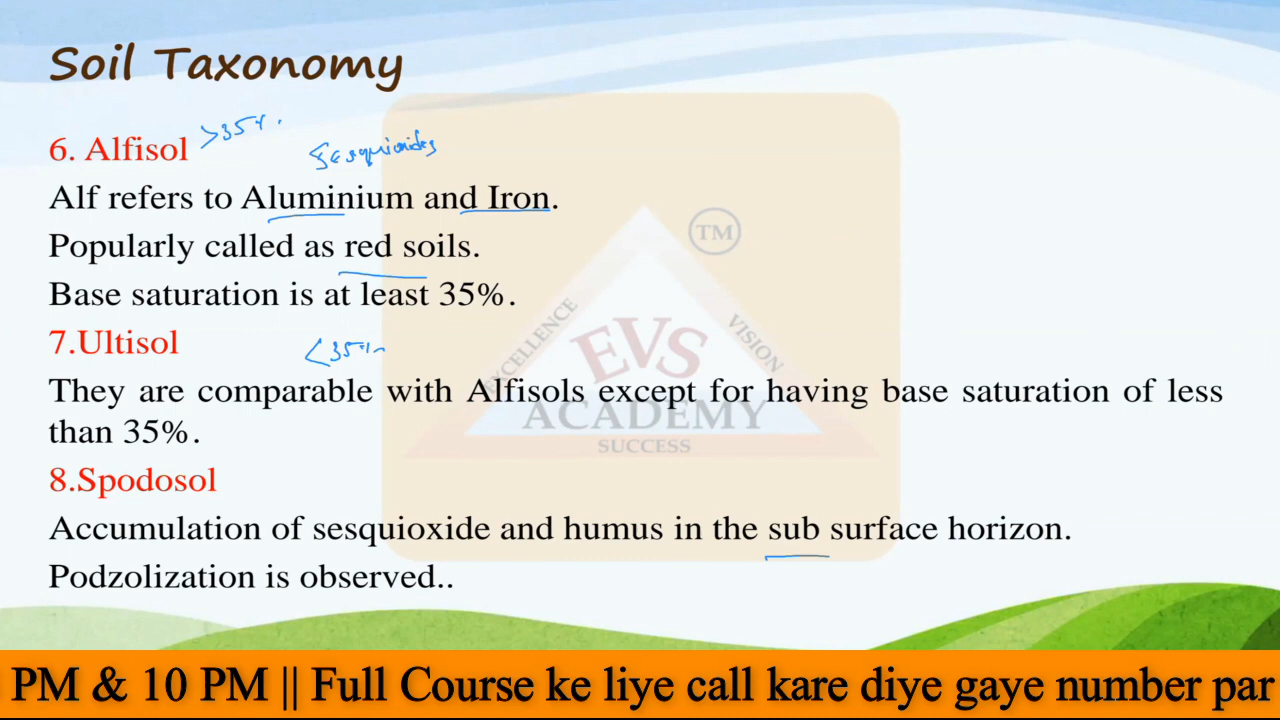 Soil Taxonomy
6. Alfisol >35%.
Sesquioxides
Alf refers to Aluminium and Iron.
Popularly called as red soils.
Base saturation is at least 35%.
7.Ultisol <35%
They are comparable with Alfisols except for having base saturation of less
than 35%.
8.Spodosol
Accumulation of sesquioxide and humus in the sub surface horizon.
Podzolization is observed..
TM
EXCELLENCE
VISION
EVS
ACADEMY
SUCCESS
PM & 10 PM || Full Course ke liye call kare diye gaye number par